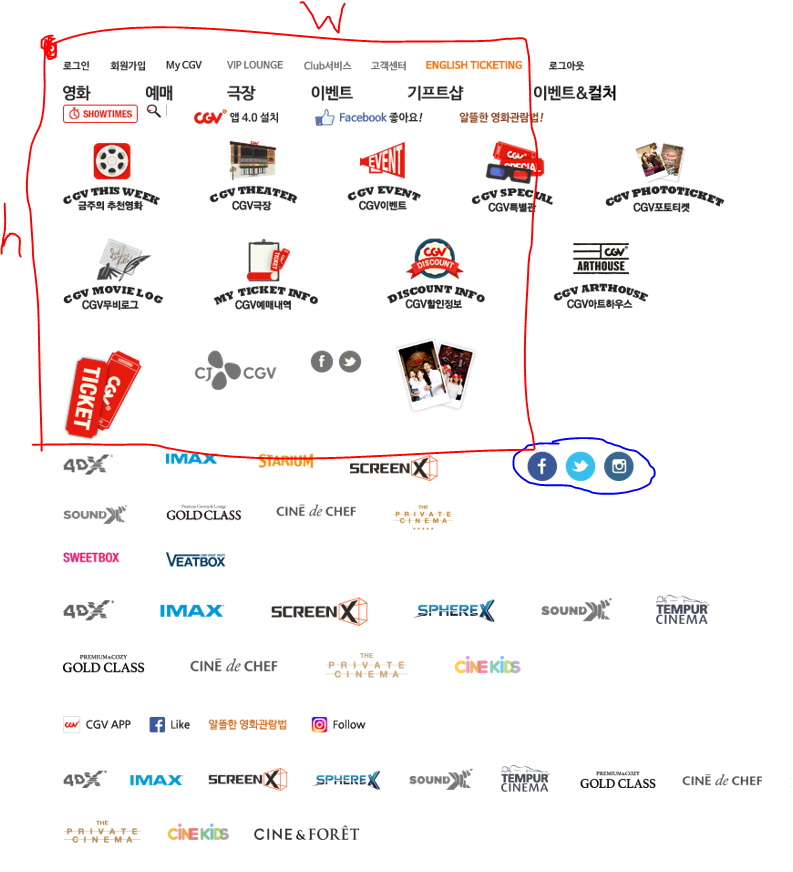 W
로그인 회원가입 My CGV VIP LOUNGE Club서비스 고객센터 ENGLISH TICKETING 로그아웃
영화 예매 극장 이벤트 기프트샵 이벤트&컬처
SHOWTIMES CGV 앱 4.0 설치 Facebook 좋아요! 알뜰한 영화관람법!
EVENT CGV SPECIAL
CGV THIS WEEK CGV THEATER CGV EVENT CGV SPECIAL CGV PHOTOTICKET
금주의 추천영화 CGV극장 CGV이벤트 CGV특별관 CGV포토티켓
h
TICKET CGV DISCOUNT CGV ARTHOUSE
CGV MOVIE LOG MY TICKET INFO DISCOUNT INFO CGV ARTHOUSE
CGV무비로그 CGV예매내역 CGV할인정보 CGV아트하우스
TICKET CGV CJ CGV f
4DX IMAX STARIUM SCREENX f
SOUNDX GOLD CLASS CINÉ de CHEF THE PRIVATE CINEMA
SWEETBOX VEATBOX
4DX IMAX SCREENX SPHEREX SOUNDX TEMPUR CINEMA
PREMIUM&COZY GOLD CLASS CINÉ de CHEF THE PRIVATE CINEMA CINE KIDS
CGV CGV APP f Like 알뜰한 영화관람법 Follow
4DX IMAX SCREENX SPHEREX SOUNDX TEMPUR CINEMA PREMIUM&COZY GOLD CLASS CINÉ de CHEF
THE PRIVATE CINEMA CINE KIDS CINE & FORÊT